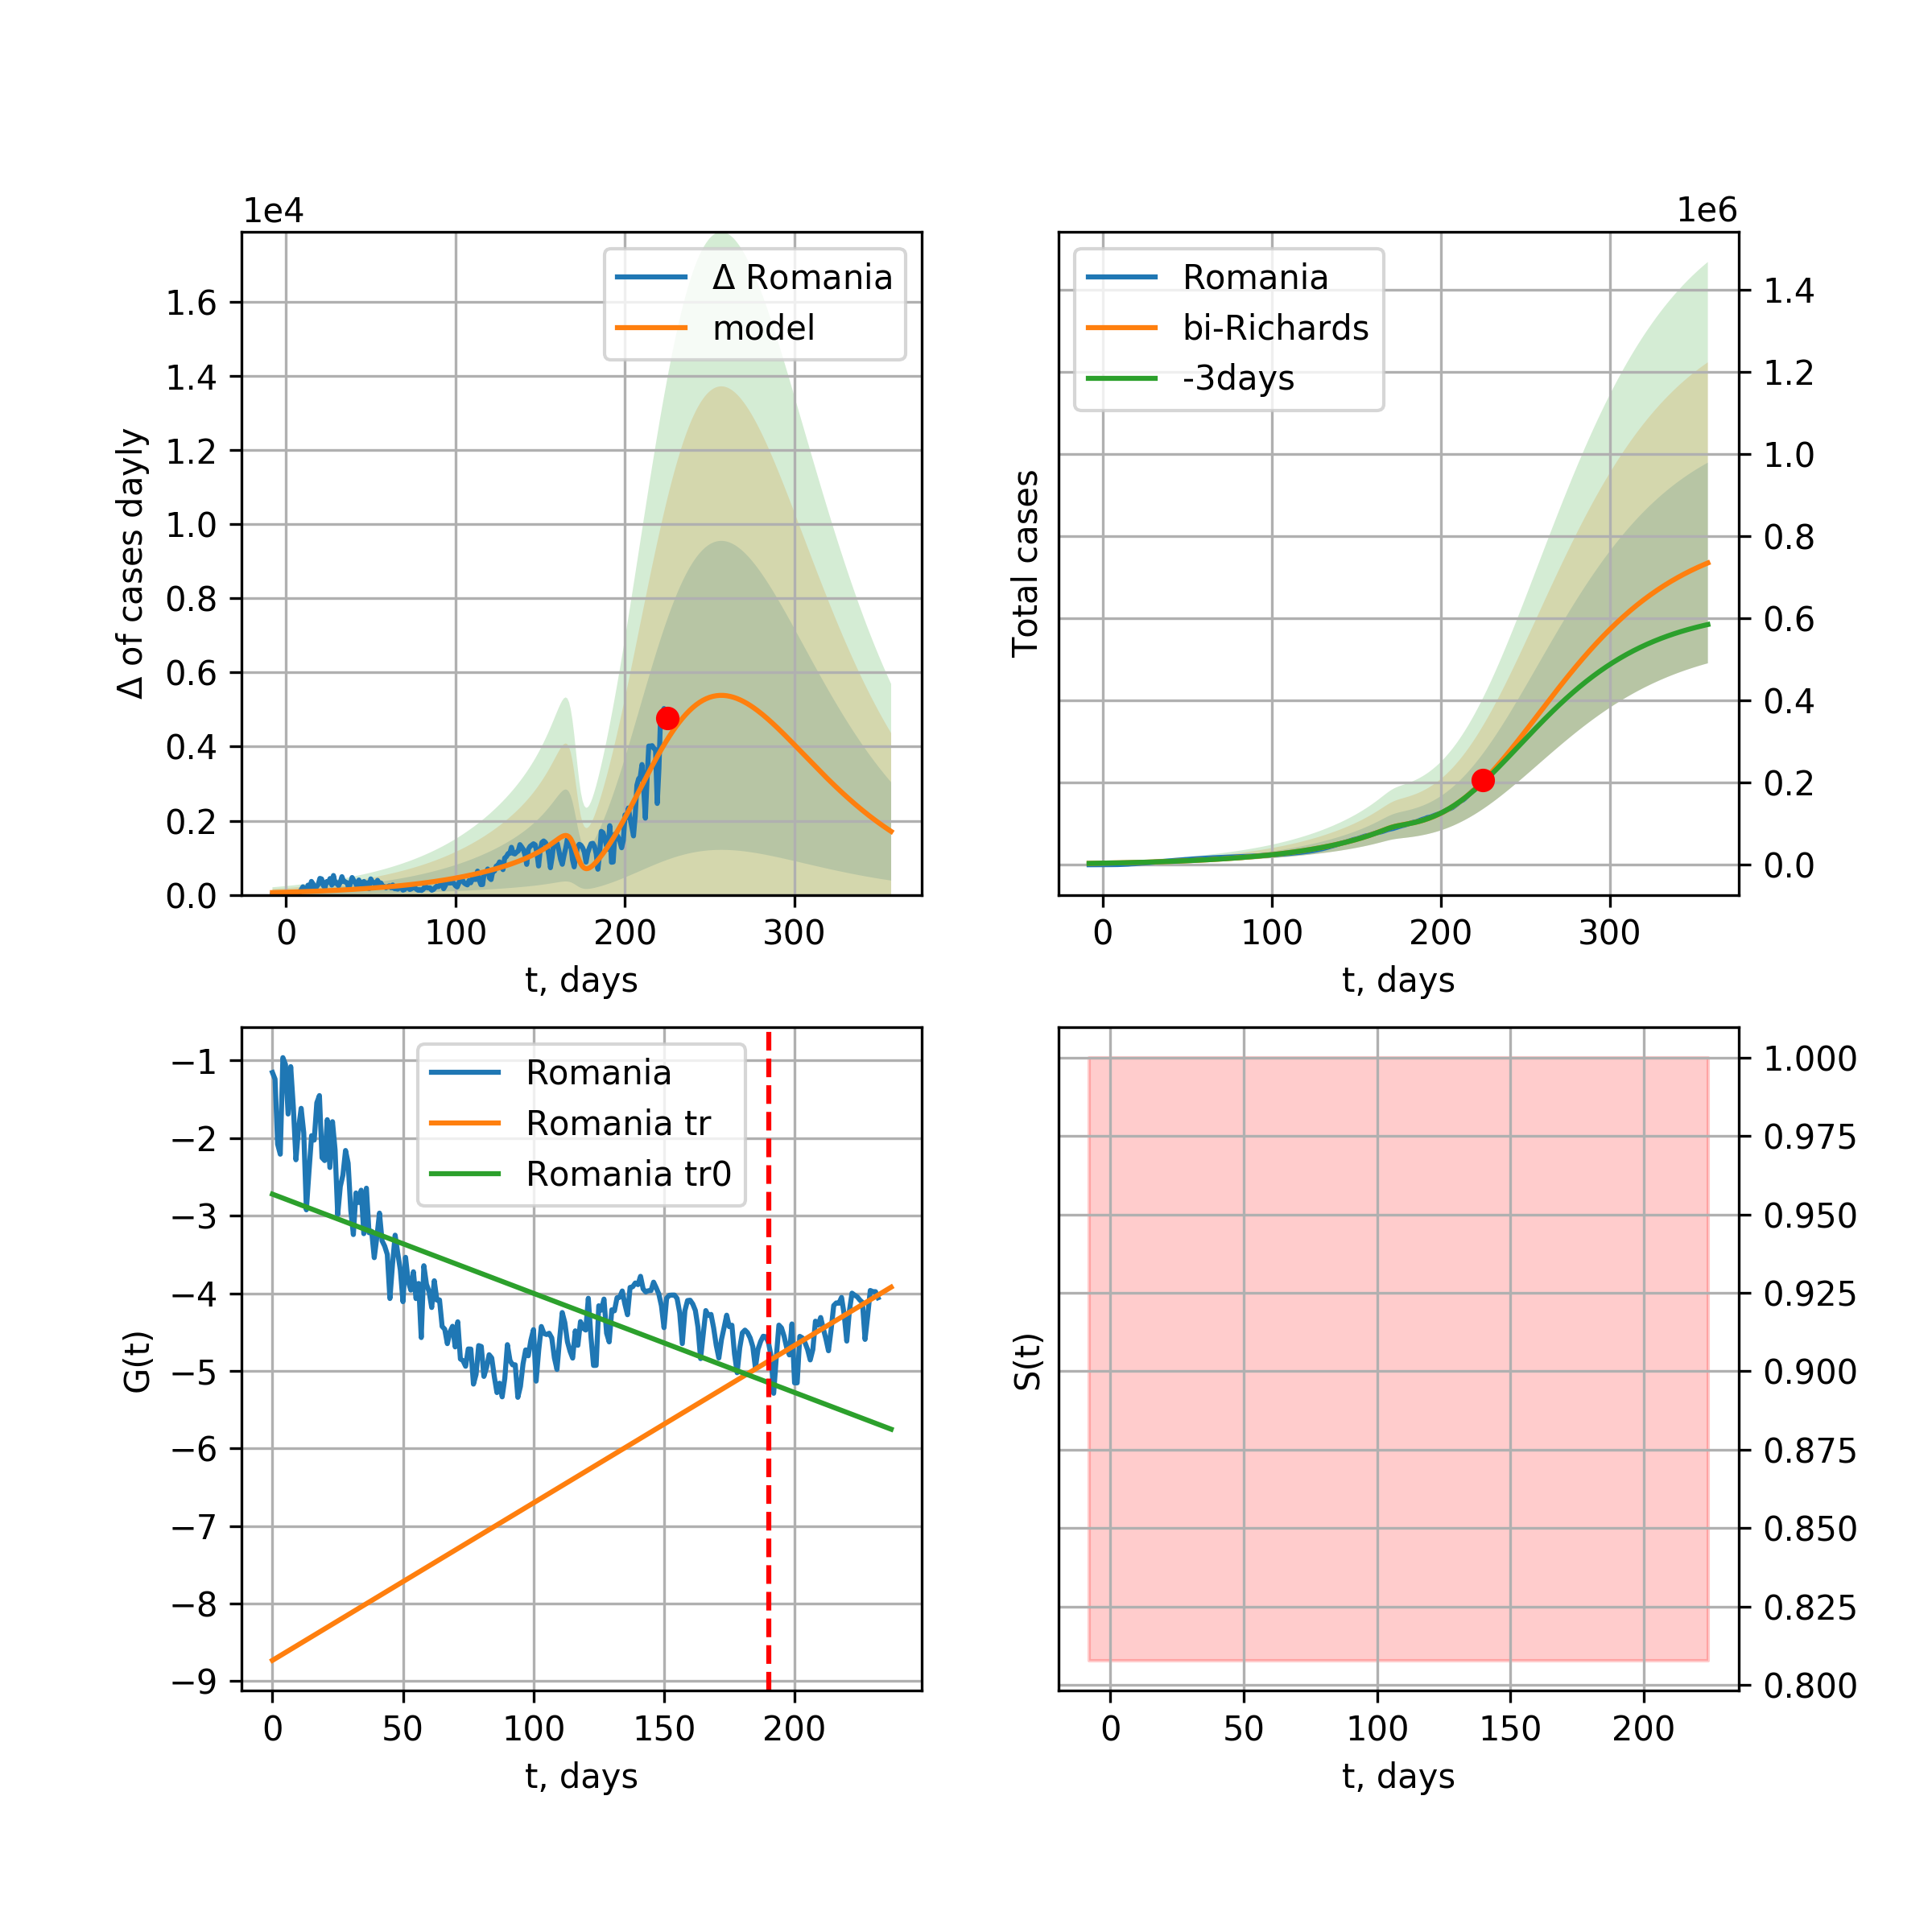 1e4
Δ Romania
model
1.6
1.4
1.2
1.0
0.8
0.6
0.4
0.2
0.0
Δ of cases dayly
0 100 200 300
t, days
1e6
Romania
bi-Richards
-3days
1.4
1.2
1.0
0.8
0.6
0.4
0.2
0.0
Total cases
0 100 200 300
t, days
Romania
Romania tr
Romania tr0
−1
−2
−3
−4
−5
−6
−7
−8
−9
G(t)
0 50 100 150 200
t, days
1.000
0.975
0.950
0.925
0.900
0.875
0.850
0.825
0.800
S(t)
0 50 100 150 200
t, days